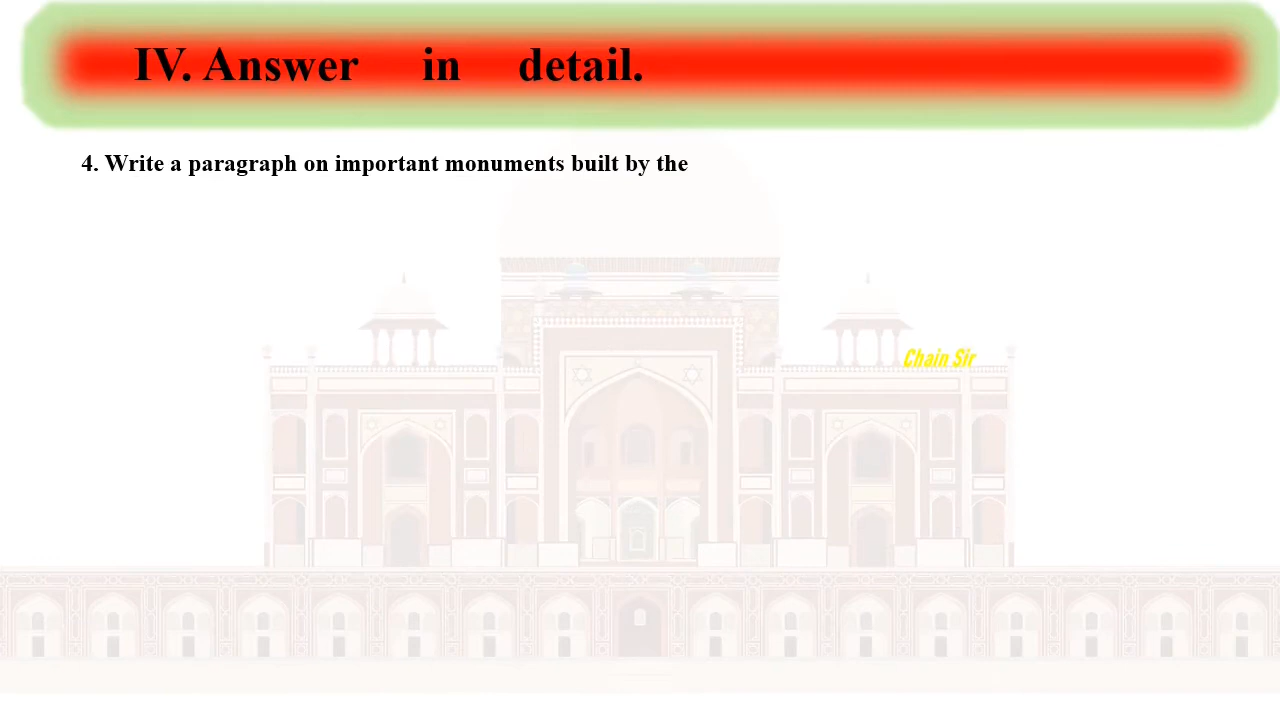 IV. Answer in detail.
4. Write a paragraph on important monuments built by the
Chain Sir